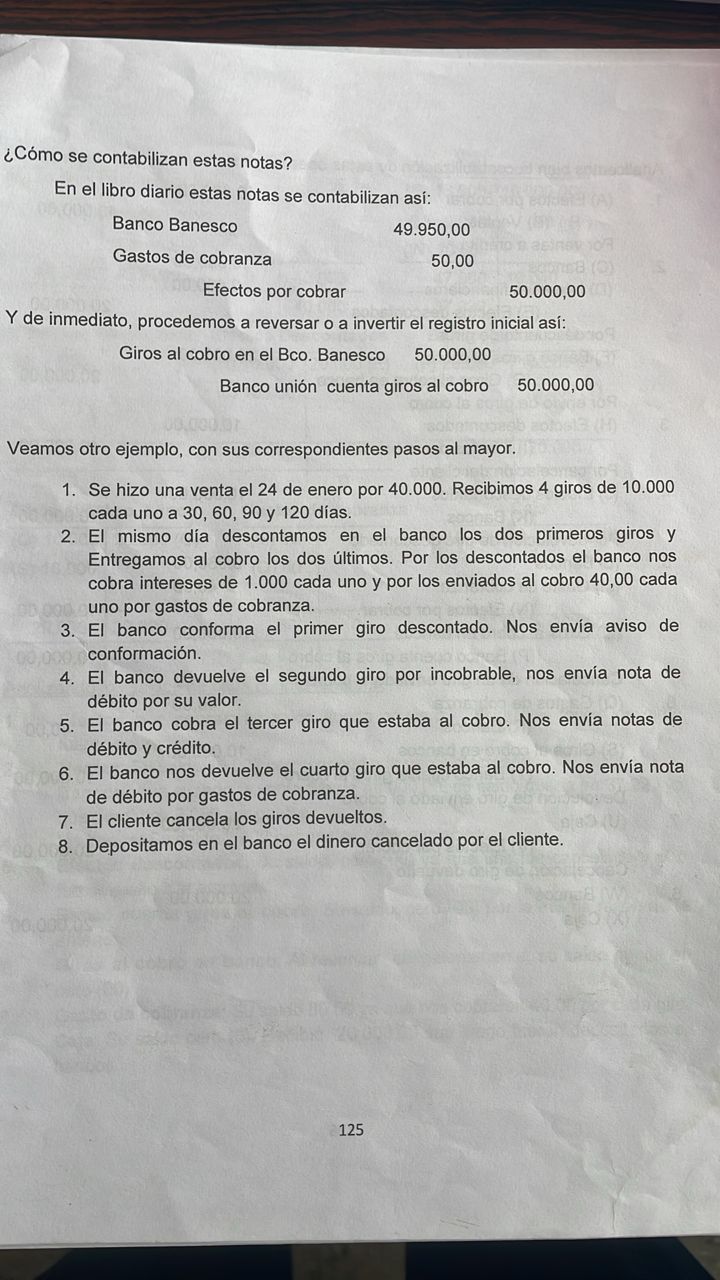 ¿Cómo se contabilizan estas notas?
En el libro diario estas notas se contabilizan así:
Banco Banesco 49.950,00
Gastos de cobranza 50,00
Efectos por cobrar 50.000,00
Y de inmediato, procedemos a reversar o a invertir el registro inicial así:
Giros al cobro en el Bco. Banesco 50.000,00
Banco unión cuenta giros al cobro 50.000,00
Veamos otro ejemplo, con sus correspondientes pasos al mayor.
1. Se hizo una venta el 24 de enero por 40.000. Recibimos 4 giros de 10.000
cada uno a 30, 60, 90 y 120 días.
2. El mismo día descontamos en el banco los dos primeros giros y
Entregamos al cobro los dos últimos. Por los descontados el banco nos
cobra intereses de 1.000 cada uno y por los enviados al cobro 40,00 cada
uno por gastos de cobranza.
3. El banco conforma el primer giro descontado. Nos envía aviso de
conformación.
4. El banco devuelve el segundo giro por incobrable, nos envía nota de
débito por su valor.
5. El banco cobra el tercer giro que estaba al cobro. Nos envía notas de
débito y crédito.
6. El banco nos devuelve el cuarto giro que estaba al cobro. Nos envía nota
de débito por gastos de cobranza.
7. El cliente cancela los giros devueltos.
8. Depositamos en el banco el dinero cancelado por el cliente.
125